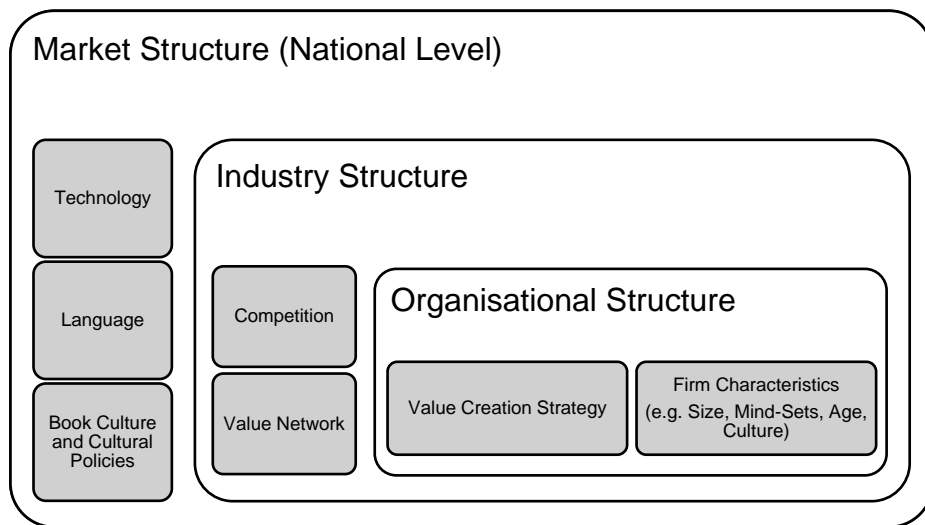 Market Structure (National Level)
Technology
Language
Book Culture
and Cultural
Policies
Industry Structure
Competition
Value Network
Organisational Structure
Value Creation Strategy
Firm Characteristics
(e.g. Size, Mind-Sets, Age,
Culture)